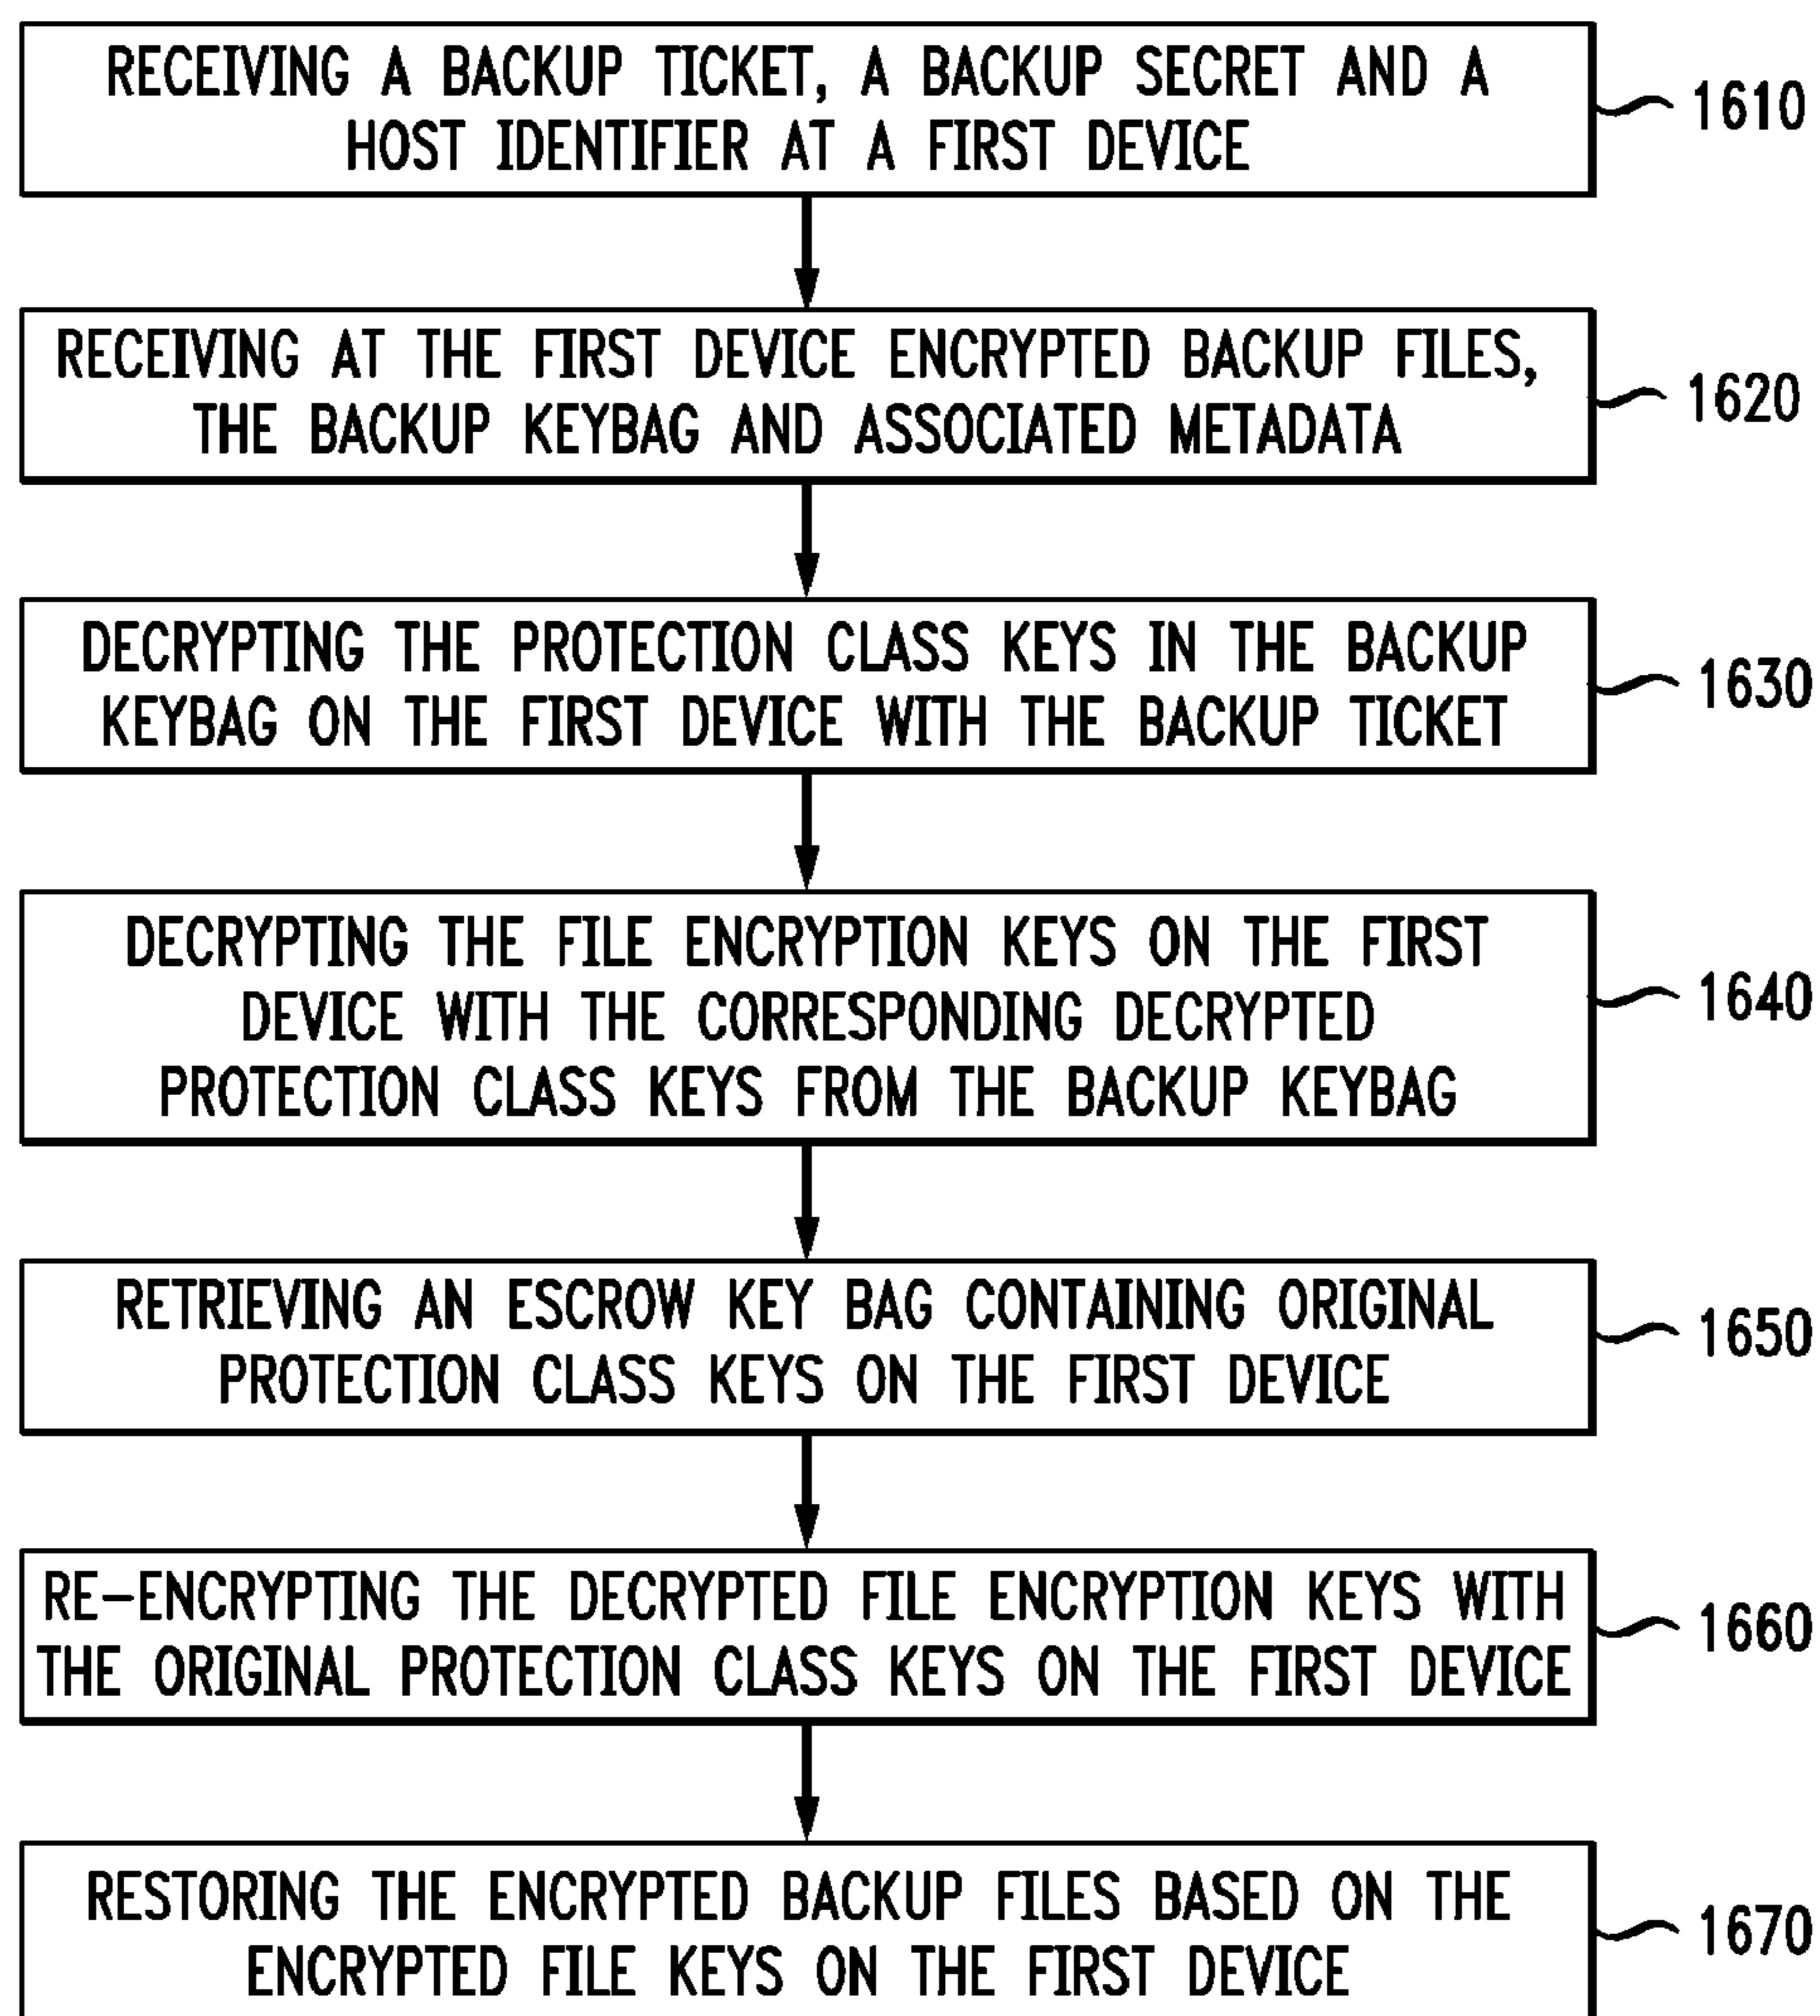 RECEIVING A BACKUP TICKET, A BACKUP SECRET AND A
HOST IDENTIFIER AT A FIRST DEVICE
1610
RECEIVING AT THE FIRST DEVICE ENCRYPTED BACKUP FILES,
THE BACKUP KEYBAG AND ASSOCIATED METADATA
1620
DECRYPTING THE PROTECTION CLASS KEYS IN THE BACKUP
KEYBAG ON THE FIRST DEVICE WITH THE BACKUP TICKET
1630
DECRYPTING THE FILE ENCRYPTION KEYS ON THE FIRST
DEVICE WITH THE CORRESPONDING DECRYPTED
PROTECTION CLASS KEYS FROM THE BACKUP KEYBAG
1640
RETRIEVING AN ESCROW KEY BAG CONTAINING ORIGINAL
PROTECTION CLASS KEYS ON THE FIRST DEVICE
1650
RE-ENCRYPTING THE DECRYPTED FILE ENCRYPTION KEYS WITH
THE ORIGINAL PROTECTION CLASS KEYS ON THE FIRST DEVICE
1660
RESTORING THE ENCRYPTED BACKUP FILES BASED ON THE
ENCRYPTED FILE KEYS ON THE FIRST DEVICE
1670